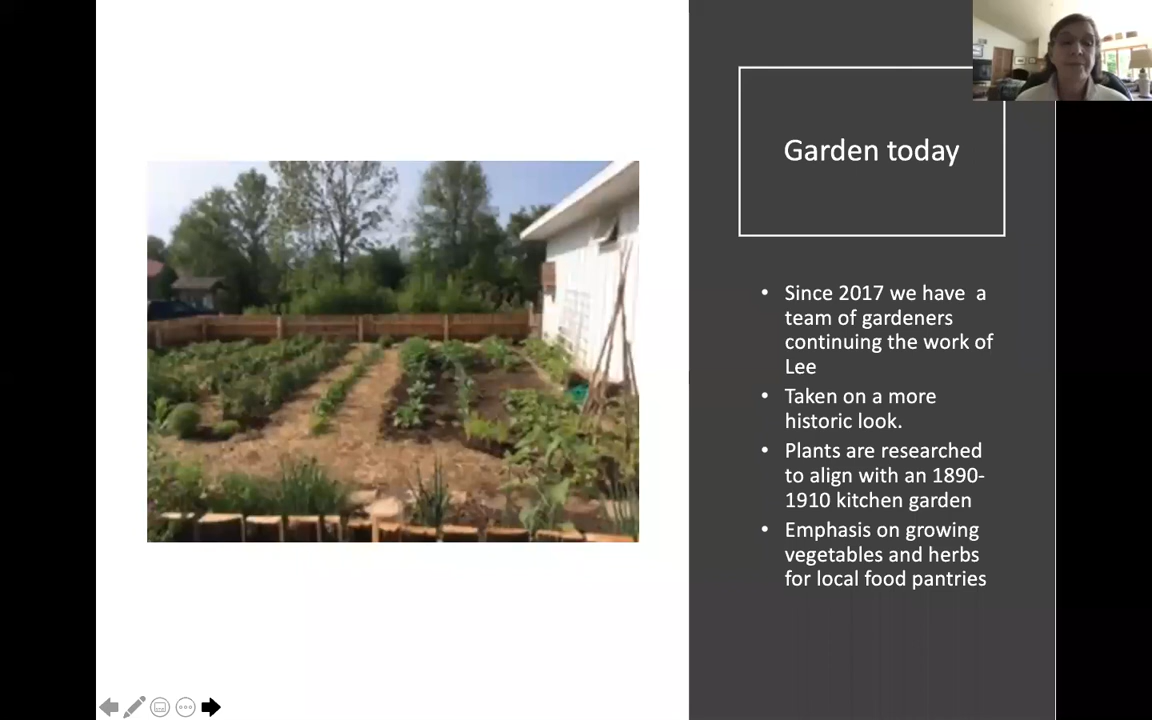 Garden today
• Since 2017 we have  a
team of gardeners
continuing the work of
Lee
• Taken on a more
historic look.
• Plants are researched
to align with an 1890-
1910 kitchen garden
• Emphasis on growing
vegetables and herbs
for local food pantries